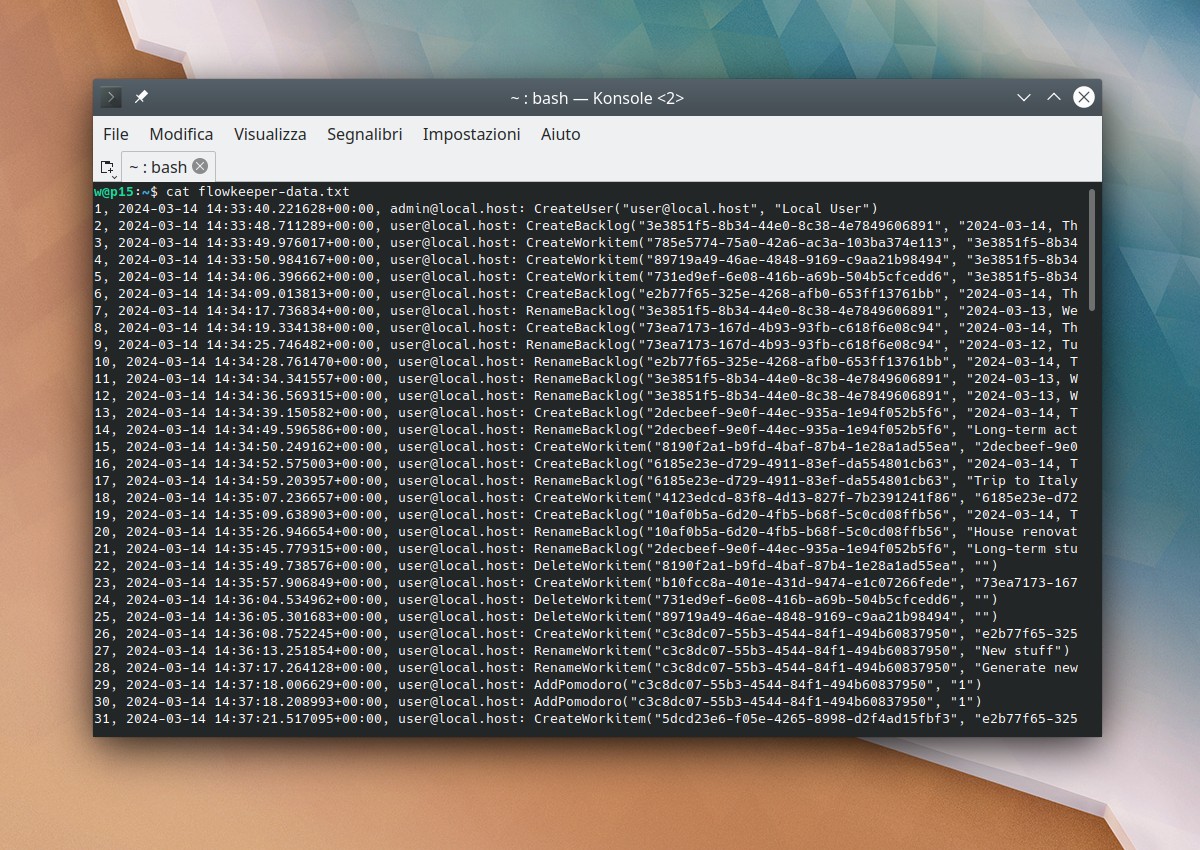 ~ : bash — Konsole <2>
File Modifica Visualizza Segnalibri Impostazioni Aiuto
~ : bash
w@p15:~$ cat flowkeeper-data.txt
1, 2024-03-14 14:33:40.221628+00:00, admin@local.host: CreateUser("user@local.host", "Local User")
2, 2024-03-14 14:33:48.711289+00:00, user@local.host: CreateBacklog("3e3851f5-8b34-44e0-8c38-4e7849606891", "2024-03-14, Th
3, 2024-03-14 14:33:49.976017+00:00, user@local.host: CreateWorkitem("785e5774-75a0-42a6-ac3a-103ba374e113", "3e3851f5-8b34
4, 2024-03-14 14:33:50.984167+00:00, user@local.host: CreateWorkitem("89719a49-46ae-4848-9169-c9aa21b98494", "3e3851f5-8b34
5, 2024-03-14 14:34:06.396662+00:00, user@local.host: CreateWorkitem("731ed9ef-6e08-416b-a69b-504b5cfcedd6", "3e3851f5-8b34
6, 2024-03-14 14:34:09.013813+00:00, user@local.host: CreateBacklog("e2b77f65-325e-4268-afb0-653ff13761bb", "2024-03-14, Th
7, 2024-03-14 14:34:17.736834+00:00, user@local.host: RenameBacklog("3e3851f5-8b34-44e0-8c38-4e7849606891", "2024-03-13, We
8, 2024-03-14 14:34:19.334138+00:00, user@local.host: CreateBacklog("73ea7173-167d-4b93-93fb-c618f6e08c94", "2024-03-14, Th
9, 2024-03-14 14:34:25.746482+00:00, user@local.host: RenameBacklog("73ea7173-167d-4b93-93fb-c618f6e08c94", "2024-03-12, Tu
10, 2024-03-14 14:34:28.761470+00:00, user@local.host: RenameBacklog("e2b77f65-325e-4268-afb0-653ff13761bb", "2024-03-14, T
11, 2024-03-14 14:34:34.341557+00:00, user@local.host: RenameBacklog("3e3851f5-8b34-44e0-8c38-4e7849606891", "2024-03-13, W
12, 2024-03-14 14:34:36.569315+00:00, user@local.host: RenameBacklog("3e3851f5-8b34-44e0-8c38-4e7849606891", "2024-03-13, W
13, 2024-03-14 14:34:39.150582+00:00, user@local.host: CreateBacklog("2decbeef-9e0f-44ec-935a-1e94f052b5f6", "2024-03-14, T
14, 2024-03-14 14:34:49.596586+00:00, user@local.host: RenameBacklog("2decbeef-9e0f-44ec-935a-1e94f052b5f6", "Long-term act
15, 2024-03-14 14:34:50.249162+00:00, user@local.host: CreateWorkitem("8190f2a1-b9fd-4baf-87b4-1e28a1ad55ea", "2decbeef-9e0
16, 2024-03-14 14:34:52.575003+00:00, user@local.host: CreateBacklog("6185e23e-d729-4911-83ef-da554801cb63", "2024-03-14, T
17, 2024-03-14 14:34:59.203957+00:00, user@local.host: RenameBacklog("6185e23e-d729-4911-83ef-da554801cb63", "Trip to Italy
18, 2024-03-14 14:35:07.236657+00:00, user@local.host: CreateWorkitem("4123edcd-83f8-4d13-827f-7b2391241f86", "6185e23e-d72
19, 2024-03-14 14:35:09.638903+00:00, user@local.host: CreateBacklog("10af0b5a-6d20-4fb5-b68f-5c0cd08ffb56", "2024-03-14, T
20, 2024-03-14 14:35:26.946654+00:00, user@local.host: RenameBacklog("10af0b5a-6d20-4fb5-b68f-5c0cd08ffb56", "House renovat
21, 2024-03-14 14:35:45.779315+00:00, user@local.host: RenameBacklog("2decbeef-9e0f-44ec-935a-1e94f052b5f6", "Long-term stu
22, 2024-03-14 14:35:49.738576+00:00, user@local.host: DeleteWorkitem("8190f2a1-b9fd-4baf-87b4-1e28a1ad55ea", "")
23, 2024-03-14 14:35:57.906849+00:00, user@local.host: CreateWorkitem("b10fcc8a-401e-431d-9474-e1c07266fede", "73ea7173-167
24, 2024-03-14 14:36:04.534962+00:00, user@local.host: DeleteWorkitem("731ed9ef-6e08-416b-a69b-504b5cfcedd6", "")
25, 2024-03-14 14:36:05.301683+00:00, user@local.host: DeleteWorkitem("89719a49-46ae-4848-9169-c9aa21b98494", "")
26, 2024-03-14 14:36:08.752245+00:00, user@local.host: CreateWorkitem("c3c8dc07-55b3-4544-84f1-494b60837950", "e2b77f65-325
27, 2024-03-14 14:36:13.251854+00:00, user@local.host: RenameWorkitem("c3c8dc07-55b3-4544-84f1-494b60837950", "New stuff")
28, 2024-03-14 14:37:17.264128+00:00, user@local.host: RenameWorkitem("c3c8dc07-55b3-4544-84f1-494b60837950", "Generate new
29, 2024-03-14 14:37:18.006629+00:00, user@local.host: AddPomodoro("c3c8dc07-55b3-4544-84f1-494b60837950", "1")
30, 2024-03-14 14:37:18.208993+00:00, user@local.host: AddPomodoro("c3c8dc07-55b3-4544-84f1-494b60837950", "1")
31, 2024-03-14 14:37:21.517095+00:00, user@local.host: CreateWorkitem("5dcd23e6-f05e-4265-8998-d2f4ad15fbf3", "e2b77f65-325